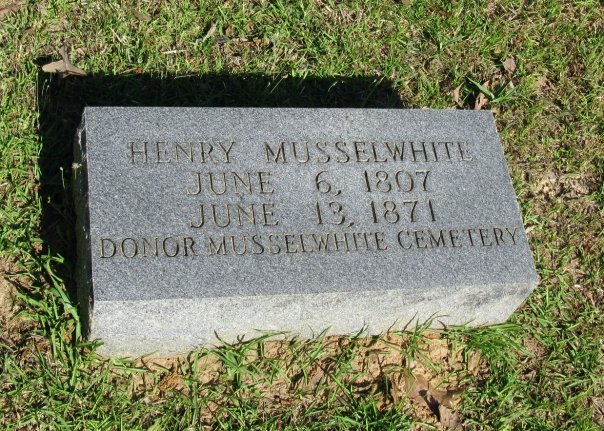 HENRY MUSSELWHITE
JUNE 6, 1807
JUNE 13, 1871
DONOR MUSSELWHITE CEMETERY